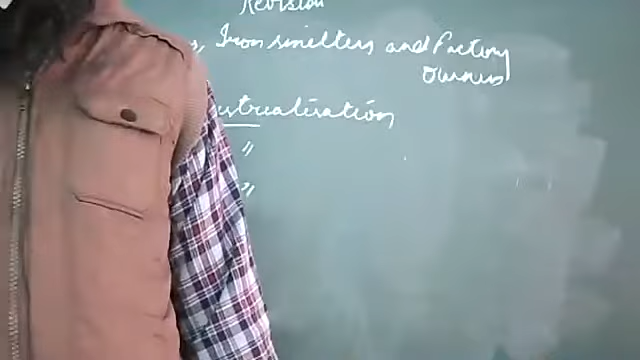 Revision
, Iron smelters and Factory
Owners
ustrialisation
"
"